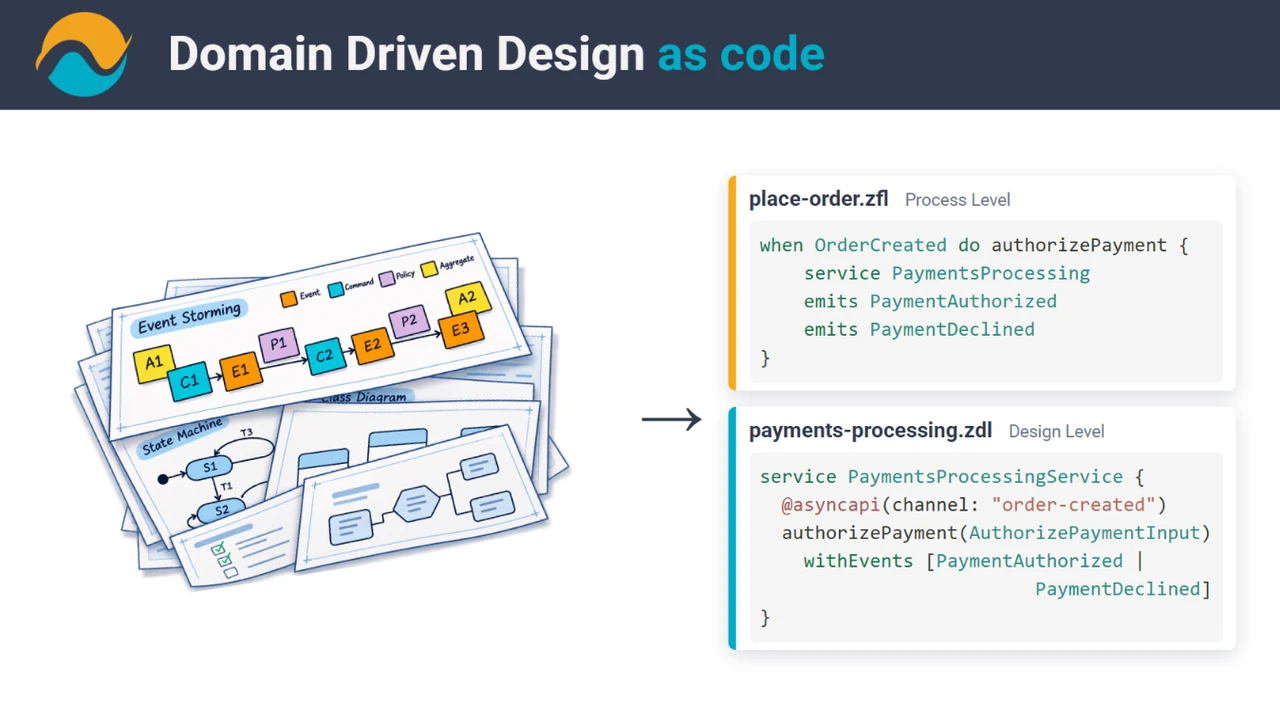 Domain Driven Design as code
Event Storming
Event
Command
Policy
Aggregate
A1
C1
E1
P1
C2
E2
P2
A2
E3
State Machine
T3
S1
T1
S2
Class Diagram
place-order.zfl Process Level
when OrderCreated do authorizePayment {
service PaymentsProcessing
emits PaymentAuthorized
emits PaymentDeclined
}
payments-processing.zdl Design Level
service PaymentsProcessingService {
@asyncapi(channel: "order-created")
authorizePayment(AuthorizePaymentInput)
withEvents [PaymentAuthorized |
PaymentDeclined]
}